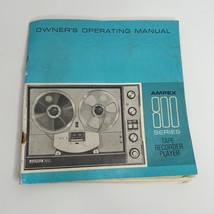 OWNER'S OPERATING MANUAL
AMPEX
800
SERIES
TAPE
RECORDER
PLAYER